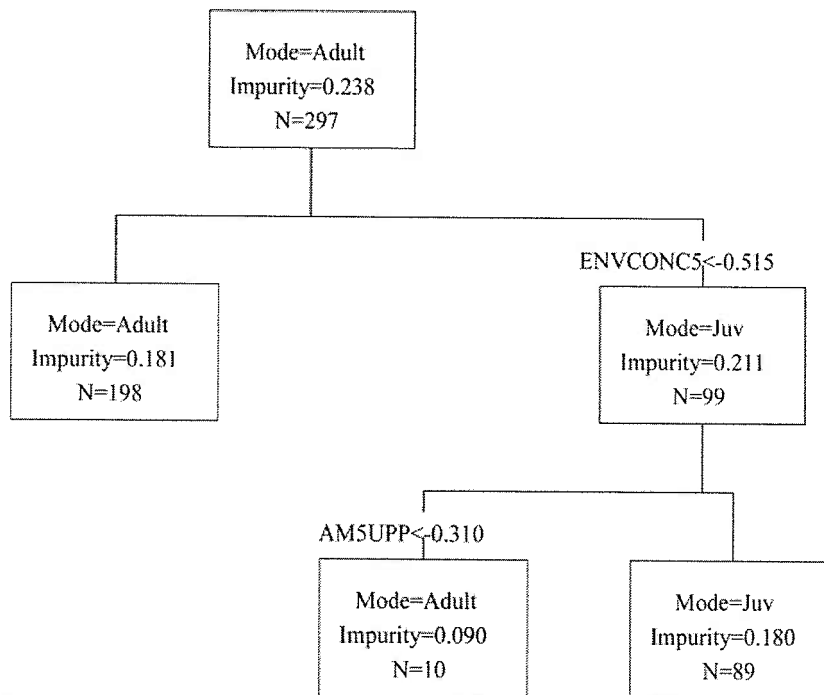 Mode=Adult
Impurity=0.238
N=297
ENVCONC5<-0.515
Mode=Adult
Impurity=0.181
N=198
Mode=Juv
Impurity=0.211
N=99
AM5UPP<-0.310
Mode=Adult
Impurity=0.090
N=10
Mode=Juv
Impurity=0.180
N=89